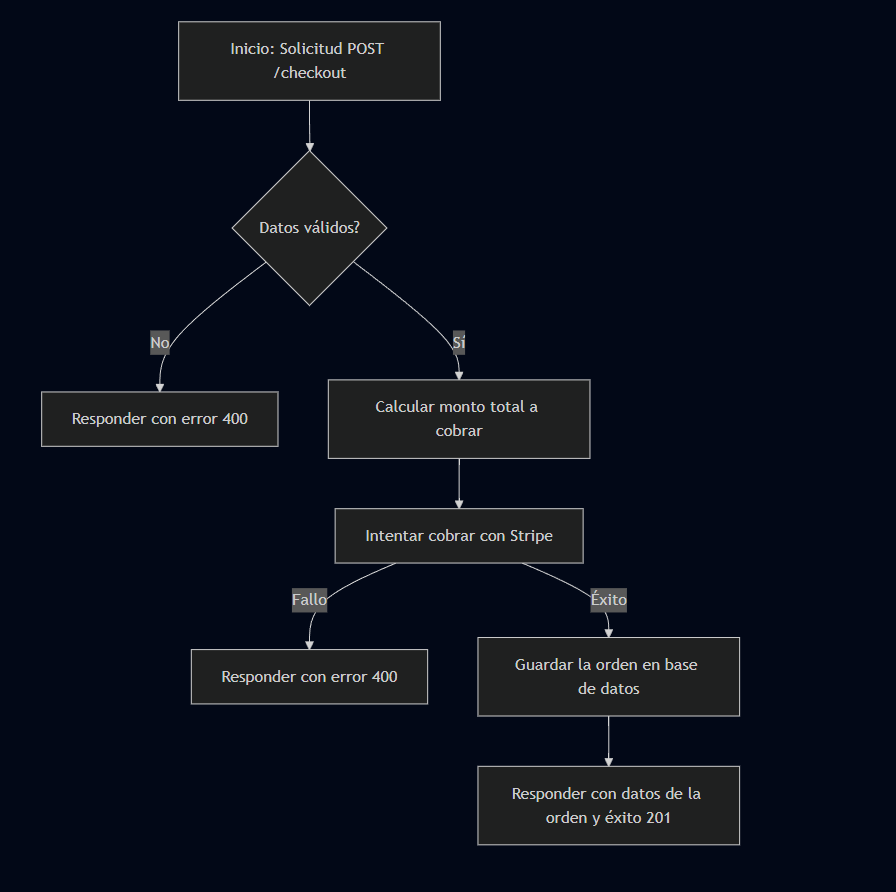 Inicio: Solicitud POST
/checkout
Datos válidos?
No
Sí
Responder con error 400
Calcular monto total a
cobrar
Intentar cobrar con Stripe
Fallo
Éxito
Responder con error 400
Guardar la orden en base
de datos
Responder con datos de la
orden y éxito 201